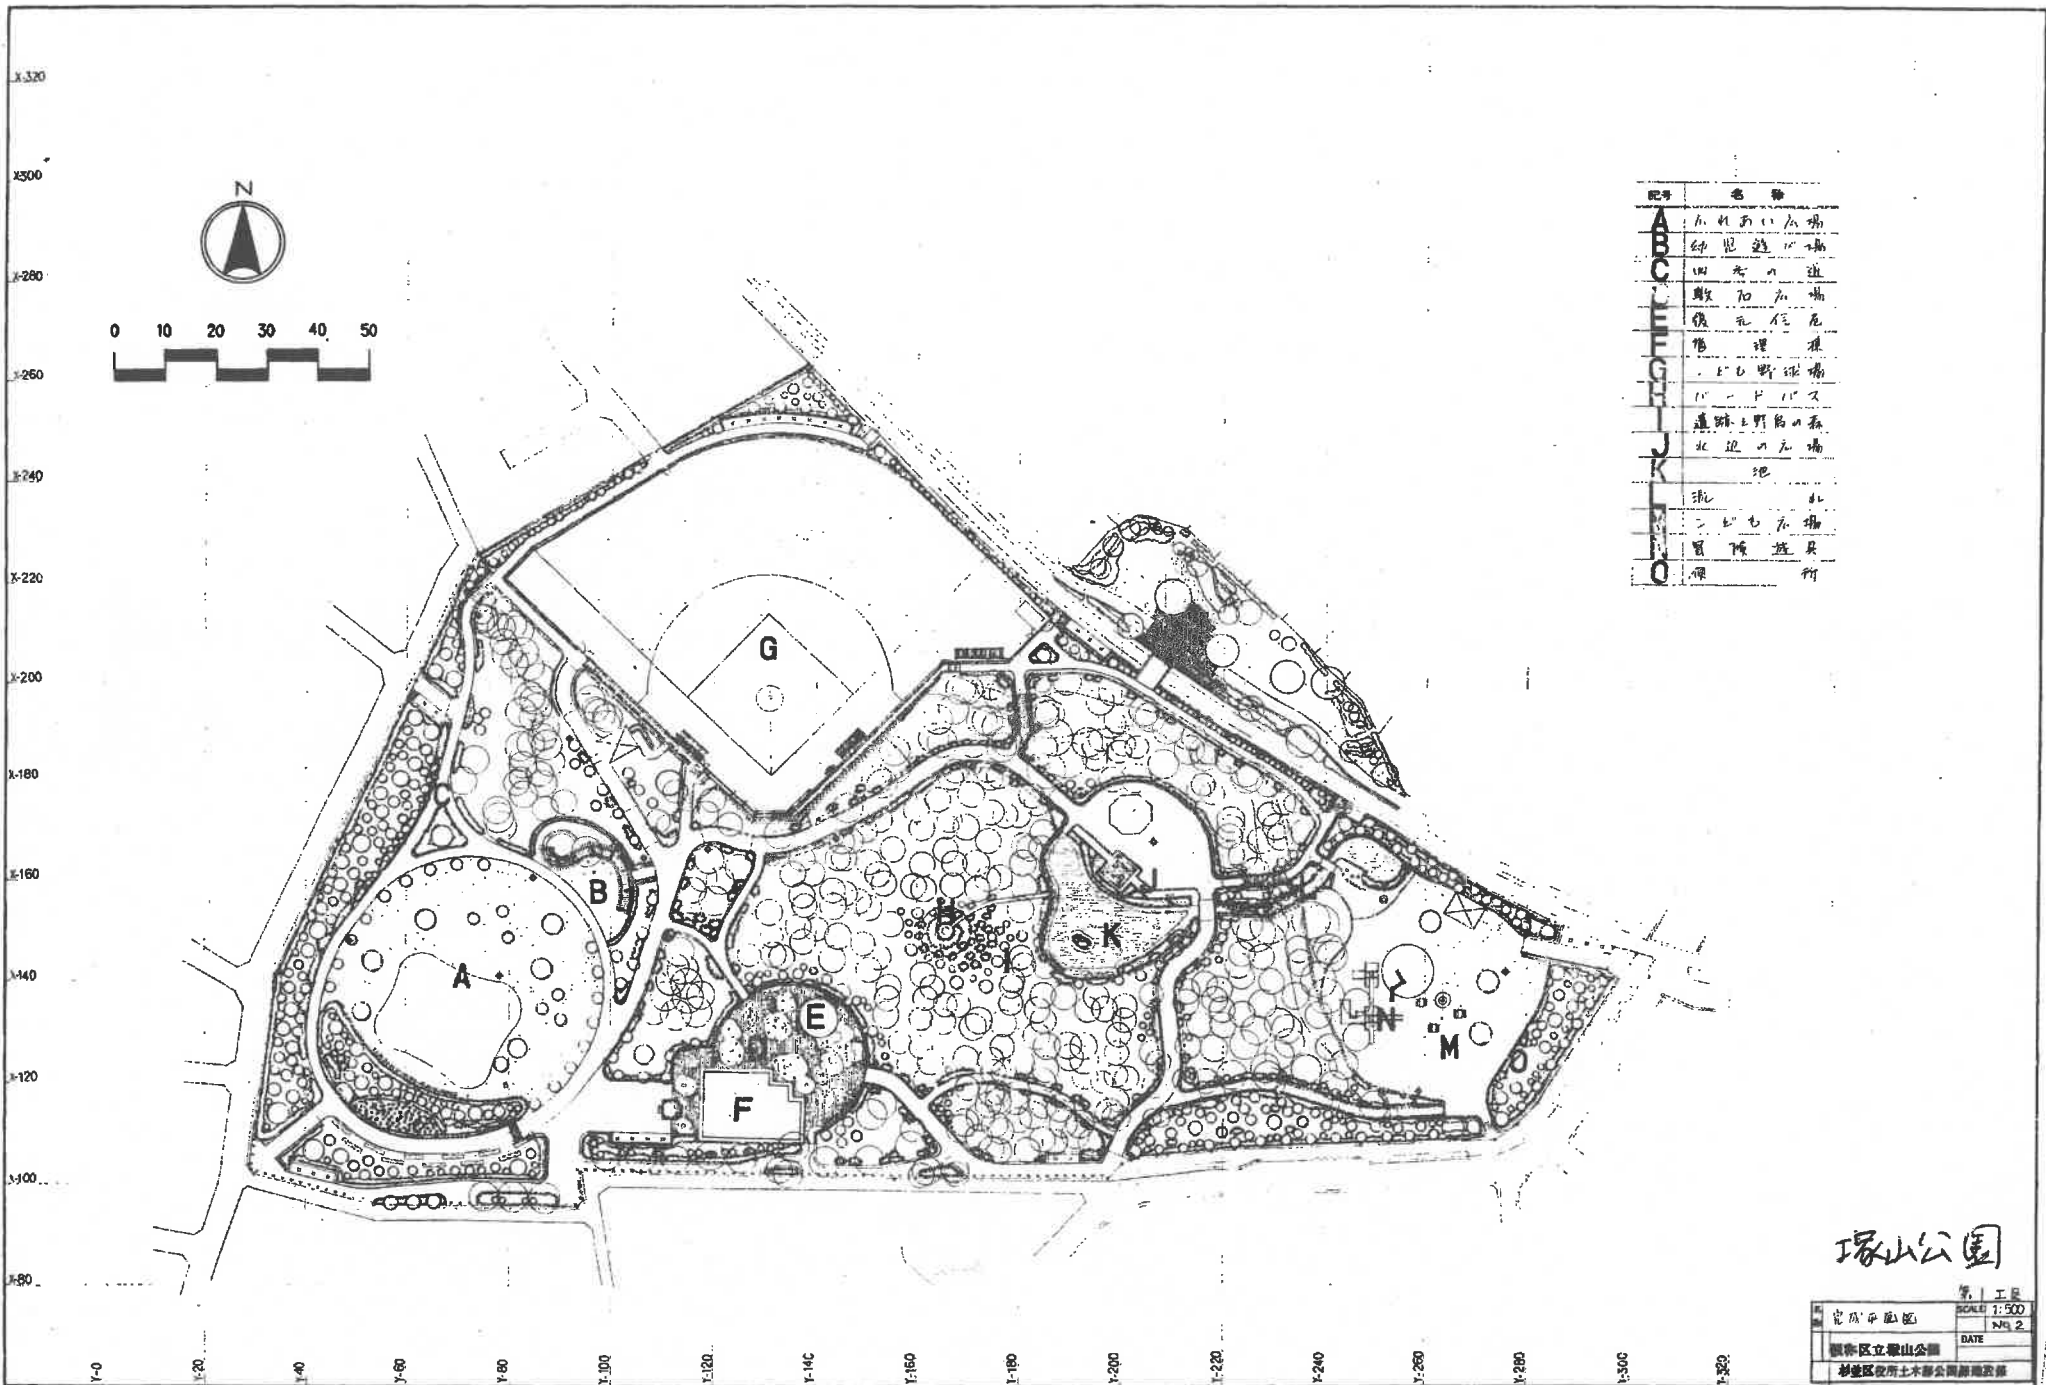 X-320
X-300
X-280
X-260
X-240
X-220
X-200
X-180
X-160
X-140
X-120
X-100
X-80
N
0 10 20 30 40 50
記号 名称
A ふれあい広場
B 幼児遊び場
C 四季の道
敷石広場
E 復元住居
F 管理棟
G こども野球場
H バードバス
I 遺跡と野鳥の森
J 水辺の広場
K 池
L 流れ
こども広場
冒険遊具
O 便所
G
C
B
A
E
F
I
K
J
I
N
M
O
塚山公園
完成平面図
SCALE 1:500
No 2
DATE
区立塚山公園
杉並区役所土木部公園緑地課
Y-0 Y-20 Y-40 Y-60 Y-80 Y-100 Y-120 Y-140 Y-160 Y-180 Y-200 Y-220 Y-240 Y-260 Y-280 Y-300 Y-320